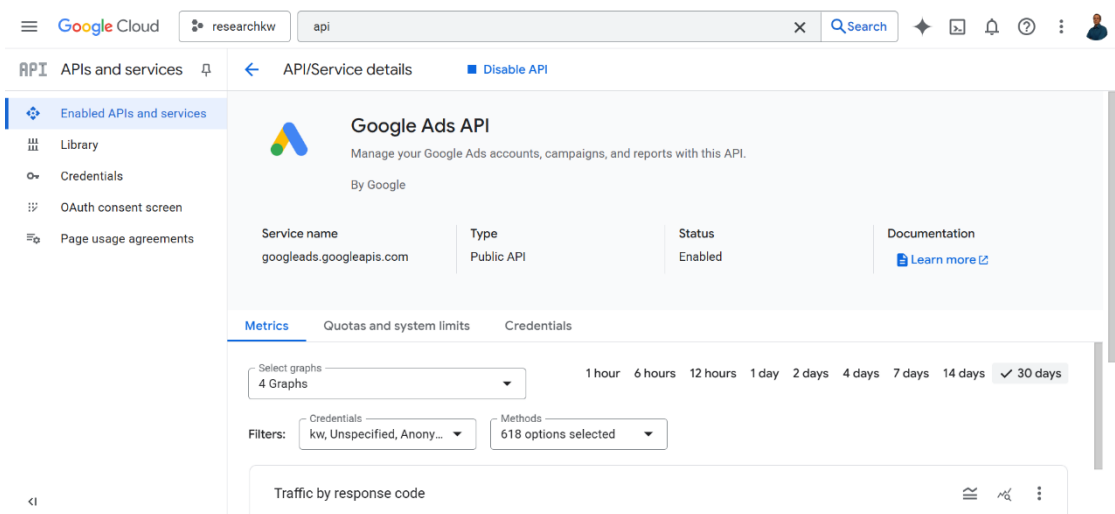 Google Cloud
researchkw
api
Search
API APIs and services
API/Service details
Disable API
Enabled APIs and services
Library
Credentials
OAuth consent screen
Page usage agreements
Google Ads API
Manage your Google Ads accounts, campaigns, and reports with this API.
By Google
Service name
googleads.googleapis.com
Type
Public API
Status
Enabled
Documentation
Learn more
Metrics Quotas and system limits Credentials
Select graphs
4 Graphs
1 hour 6 hours 12 hours 1 day 2 days 4 days 7 days 14 days 30 days
Filters:
Credentials
kw, Unspecified, Anony...
Methods
618 options selected
Traffic by response code